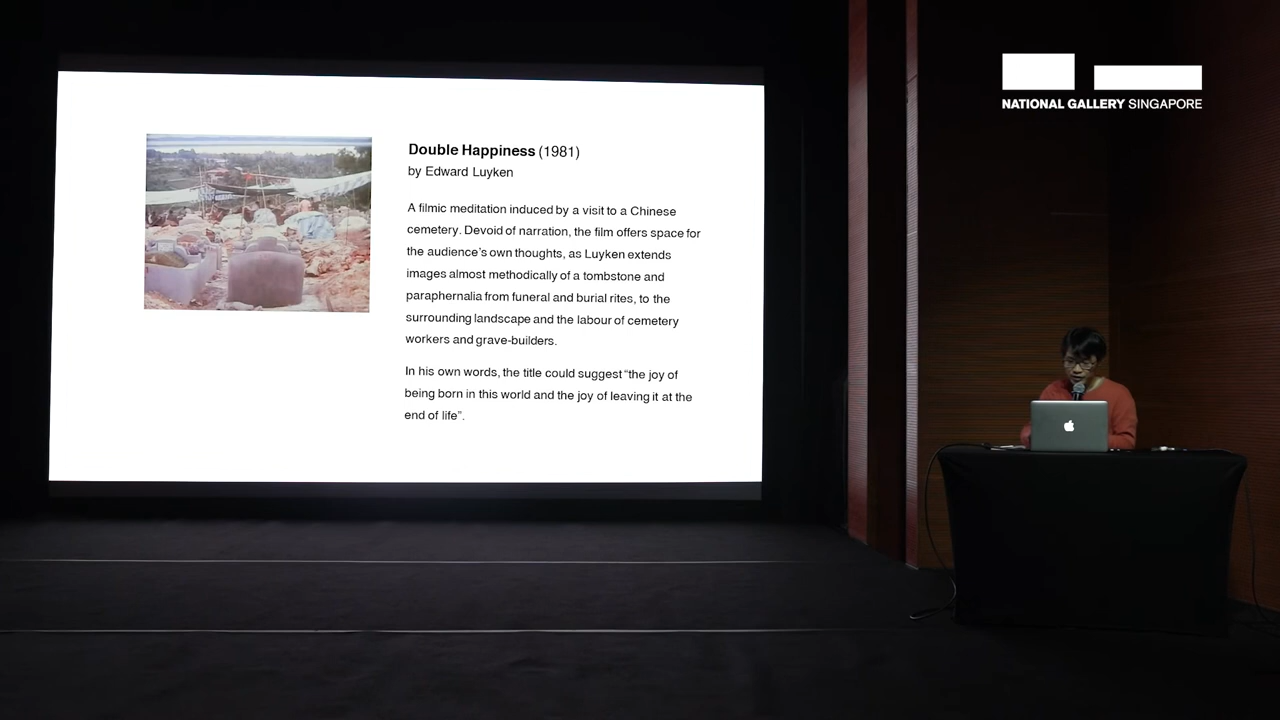 NATIONAL GALLERY SINGAPORE
Double Happiness (1981)
by Edward Luyken
A filmic meditation induced by a visit to a Chinese
cemetery. Devoid of narration, the film offers space for
the audience's own thoughts, as Luyken extends
images almost methodically of a tombstone and
paraphernalia from funeral and burial rites, to the
surrounding landscape and the labour of cemetery
workers and grave-builders.
In his own words, the title could suggest “the joy of
being born in this world and the joy of leaving it at the
end of life”.